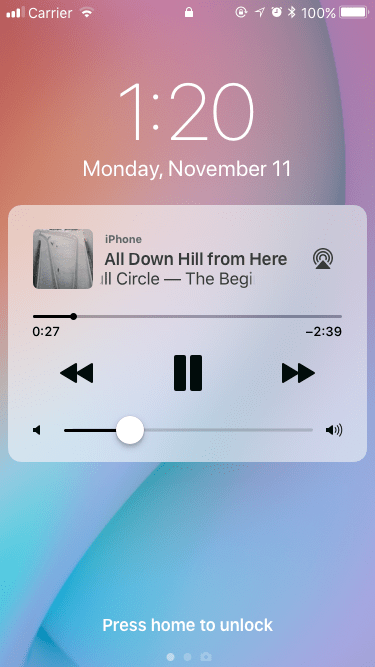 Carrier 100%
1:20
Monday, November 11
iPhone
All Down Hill from Here
ull Circle — The Begi
0:27 −2:39
Press home to unlock